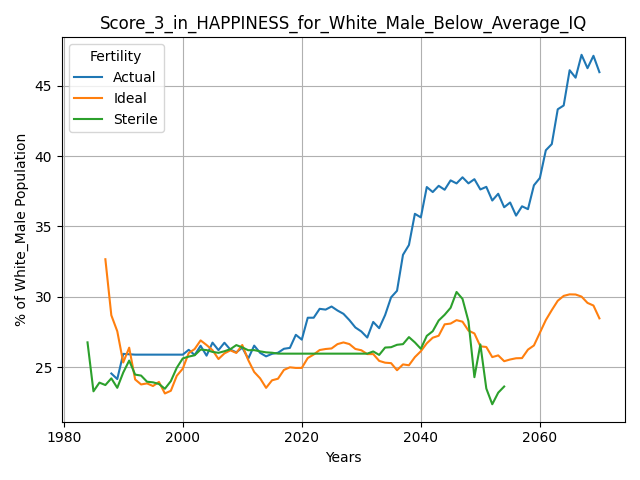 Score_3_in_HAPPINESS_for_White_Male_Below_Average_IQ
Fertility
Actual
Ideal
Sterile
% of White_Male Population
45
40
35
30
25
1980
2000
2020
2040
2060
Years